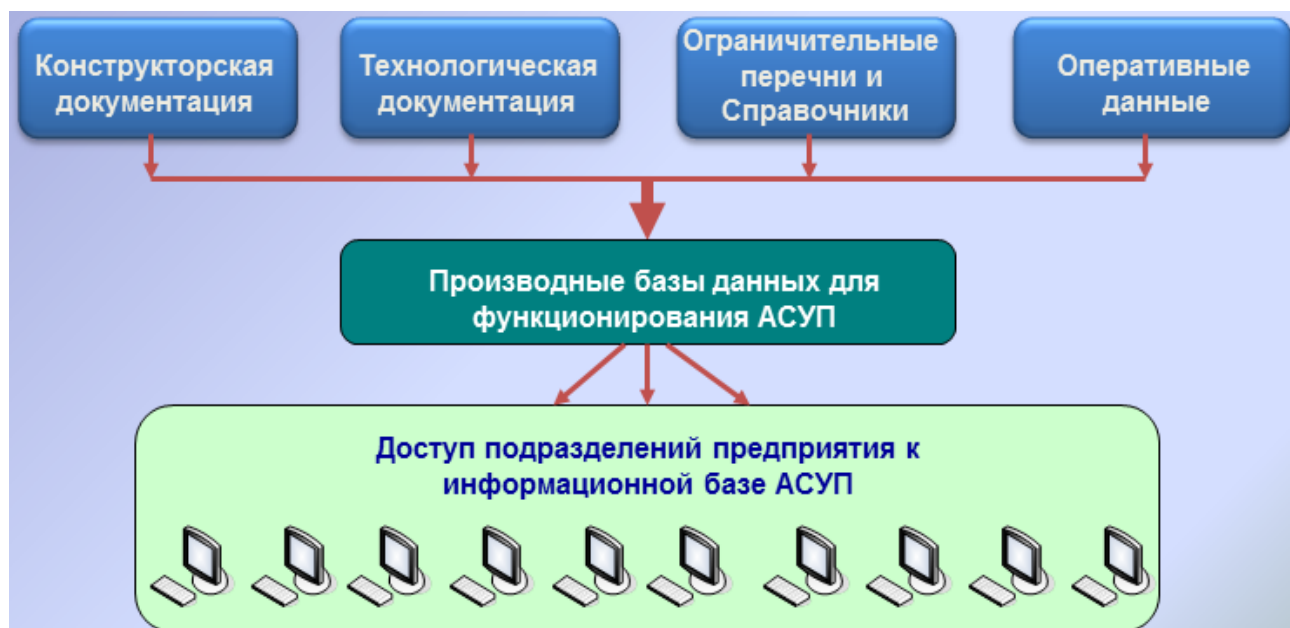 Конструкторская
документация
Технологическая
документация
Ограничительные
перечни и
Справочники
Оперативные
данные
Производные базы данных для
функционирования АСУП
Доступ подразделений предприятия к
информационной базе АСУП